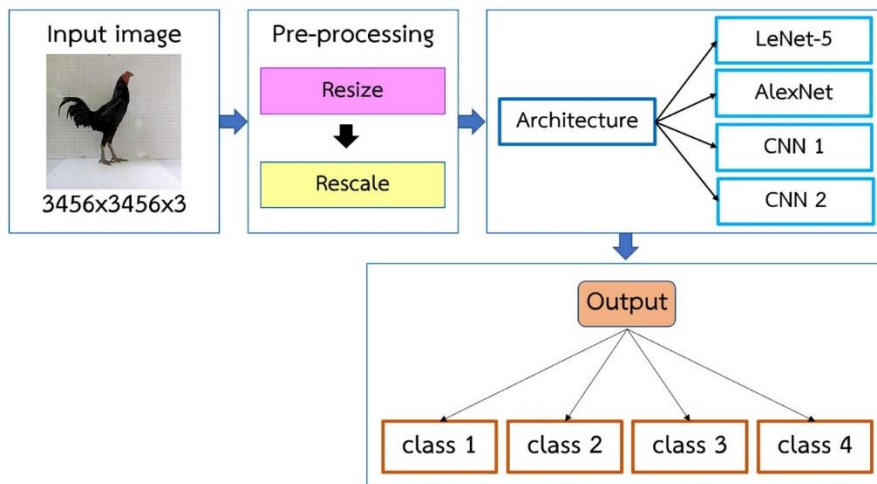 Input image
3456x3456x3
Pre-processing
Resize
Rescale
Architecture
LeNet-5
AlexNet
CNN 1
CNN 2
Output
class 1
class 2
class 3
class 4